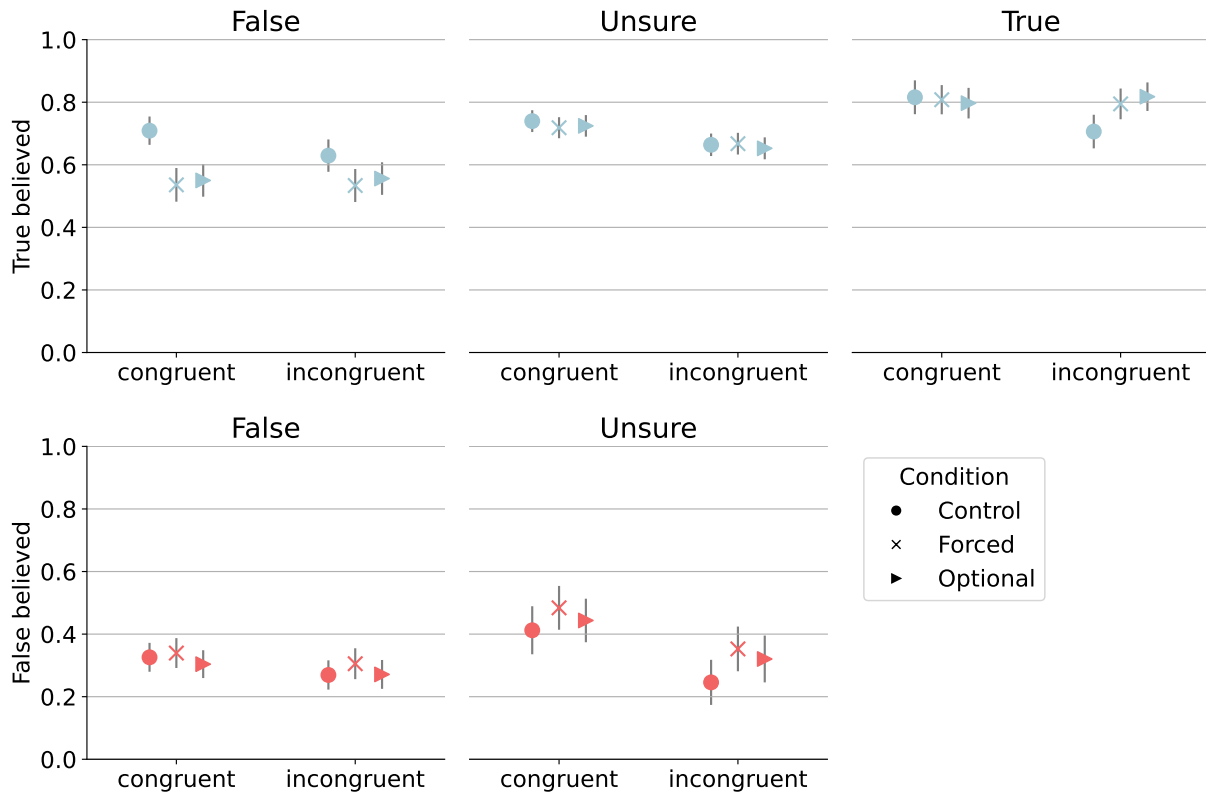 False
Unsure
True
True believed
1.0
0.8
0.6
0.4
0.2
0.0
congruent
incongruent
congruent
incongruent
congruent
incongruent
False
Unsure
False believed
1.0
0.8
0.6
0.4
0.2
0.0
congruent
incongruent
congruent
incongruent
Condition
Control
Forced
Optional